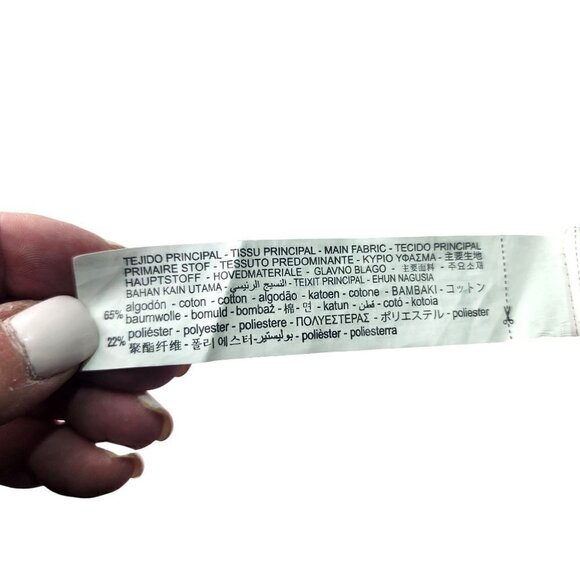 TEJIDO PRINCIPAL - TISSU PRINCIPAL - MAIN FABRIC - TECIDO PRINCIPAL
PRIMAIRE STOF - TESSUTO PREDOMINANTE - ΚΥΡΙΟ ΥΦΑΣΜΑ - 主要生地
HAUPTSTOFF - HOVEDMATERIALE - GLAVNO BLAGO - 主要面料 - 주요소재
BAHAN KAIN UTAMA - النسيج الرئيسي - TEIXIT PRINCIPAL - EHUN NAGUSIA
algodón - coton - cotton - algodão - katoen - cotone - ΒΑΜΒΑΚΙ - コットン
65% baumwolle - bomuld - bombaž - 棉 - 면 - katun - قطن - cotó - kotoia
poliéster - polyester - poliestere - ΠΟΛΥΕΣΤΕΡΑΣ - ポリエステル - poliester
22% 聚酯纤维 - 폴리에스터 - بوليستير - polièster - poliesterra